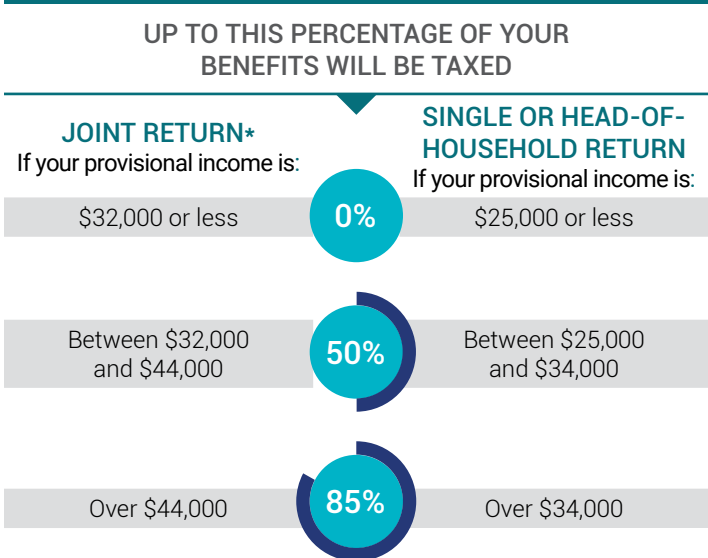 UP TO THIS PERCENTAGE OF YOUR
BENEFITS WILL BE TAXED
JOINT RETURN*
If your provisional income is:
SINGLE OR HEAD-OF-
HOUSEHOLD RETURN
If your provisional income is:
$32,000 or less
0%
$25,000 or less
Between $32,000
and $44,000
50%
Between $25,000
and $34,000
Over $44,000
85%
Over $34,000